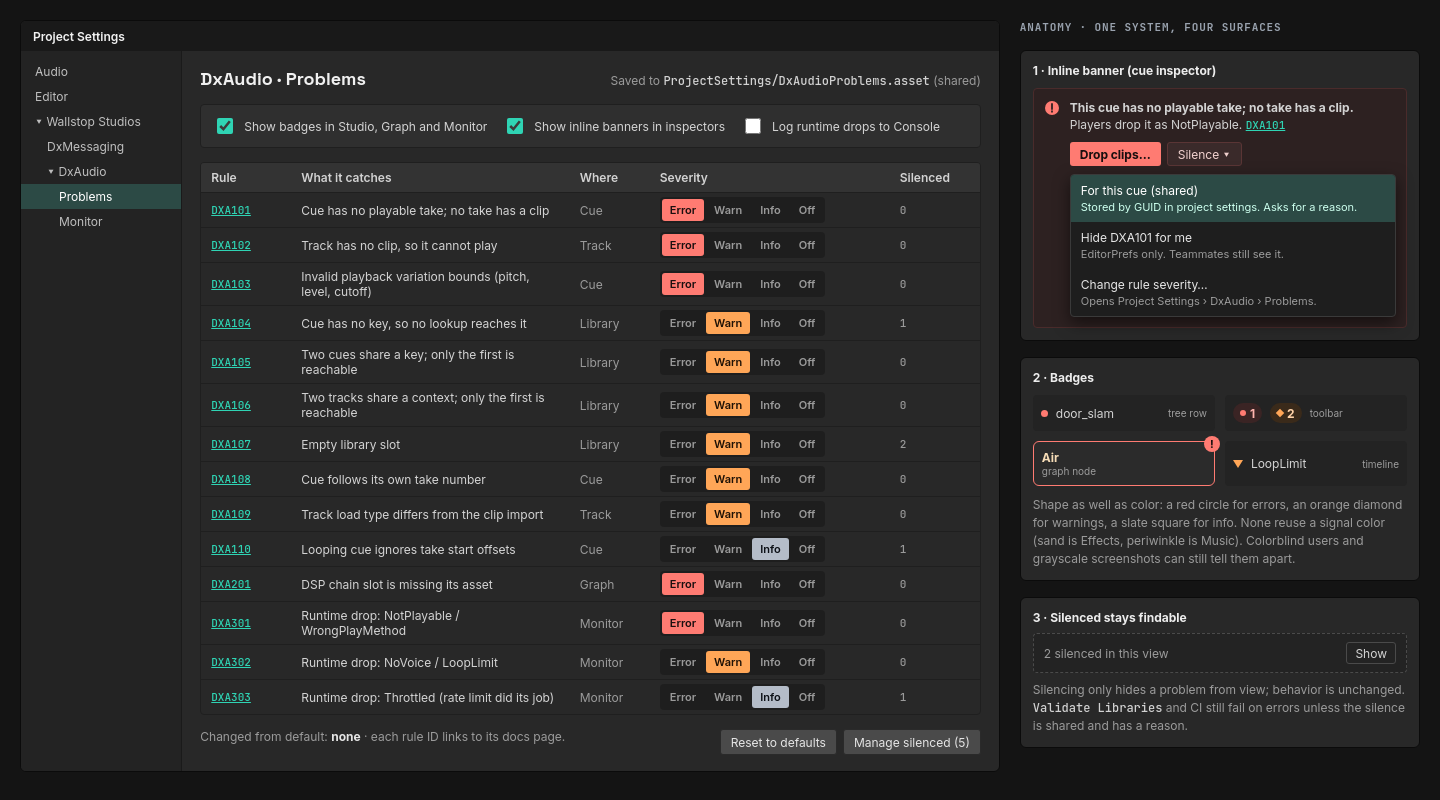 Project Settings
Audio
Editor
Wallstop Studios
DxMessaging
DxAudio
Problems
Monitor
DxAudio · Problems
Saved to ProjectSettings/DxAudioProblems.asset (shared)
Show badges in Studio, Graph and Monitor
Show inline banners in inspectors
Log runtime drops to Console
Rule What it catches Where Severity Silenced
DXA101 Cue has no playable take; no take has a clip Cue Error Warn Info Off 0
DXA102 Track has no clip, so it cannot play Track Error Warn Info Off 0
DXA103 Invalid playback variation bounds (pitch,
level, cutoff) Cue Error Warn Info Off 0
DXA104 Cue has no key, so no lookup reaches it Library Error Warn Info Off 1
DXA105 Two cues share a key; only the first is
reachable Library Error Warn Info Off 0
DXA106 Two tracks share a context; only the first is
reachable Library Error Warn Info Off 0
DXA107 Empty library slot Library Error Warn Info Off 2
DXA108 Cue follows its own take number Cue Error Warn Info Off 0
DXA109 Track load type differs from the clip import Track Error Warn Info Off 0
DXA110 Looping cue ignores take start offsets Cue Error Warn Info Off 1
DXA201 DSP chain slot is missing its asset Graph Error Warn Info Off 0
DXA301 Runtime drop: NotPlayable /
WrongPlayMethod Monitor Error Warn Info Off 0
DXA302 Runtime drop: NoVoice / LoopLimit Monitor Error Warn Info Off 0
DXA303 Runtime drop: Throttled (rate limit did its job) Monitor Error Warn Info Off 1
Changed from default: none · each rule ID links to its docs page.
Reset to defaults
Manage silenced (5)
ANATOMY · ONE SYSTEM, FOUR SURFACES
1 · Inline banner (cue inspector)
! This cue has no playable take; no take has a clip.
Players drop it as NotPlayable. DXA101
Drop clips…
Silence
For this cue (shared)
Stored by GUID in project settings. Asks for a reason.
Hide DXA101 for me
EditorPrefs only. Teammates still see it.
Change rule severity…
Opens Project Settings › DxAudio › Problems.
2 · Badges
door_slam tree row
1 2 toolbar
!
Air
graph node
LoopLimit timeline
Shape as well as color: a red circle for errors, an orange diamond
for warnings, a slate square for info. None reuse a signal color
(sand is Effects, periwinkle is Music). Colorblind users and
grayscale screenshots can still tell them apart.
3 · Silenced stays findable
2 silenced in this view
Show
Silencing only hides a problem from view; behavior is unchanged.
Validate Libraries and CI still fail on errors unless the silence
is shared and has a reason.